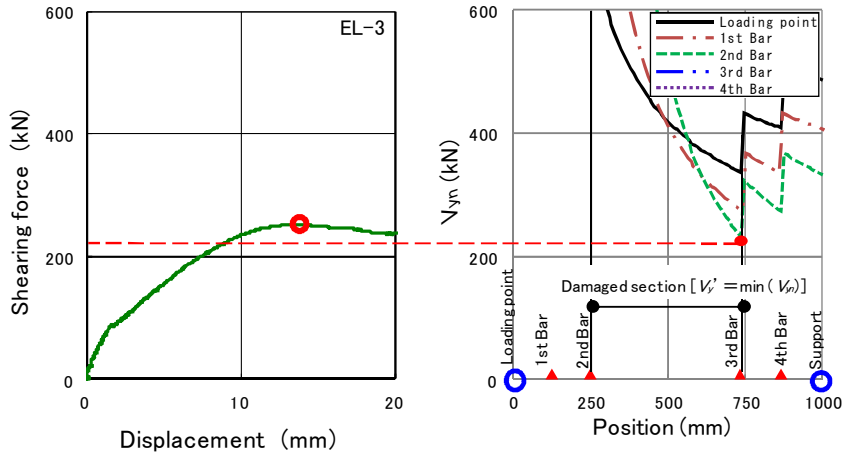 EL-3
600
400
200
0
Shearing force (kN)
0
10
20
Displacement (mm)
Loading point
1st Bar
2nd Bar
3rd Bar
4th Bar
600
400
200
0
Vyn (kN)
Damaged section [Vy'=min(Vyn)]
Loading point
1st Bar
2nd Bar
3rd Bar
4th Bar
Support
0
250
500
750
1000
Position (mm)